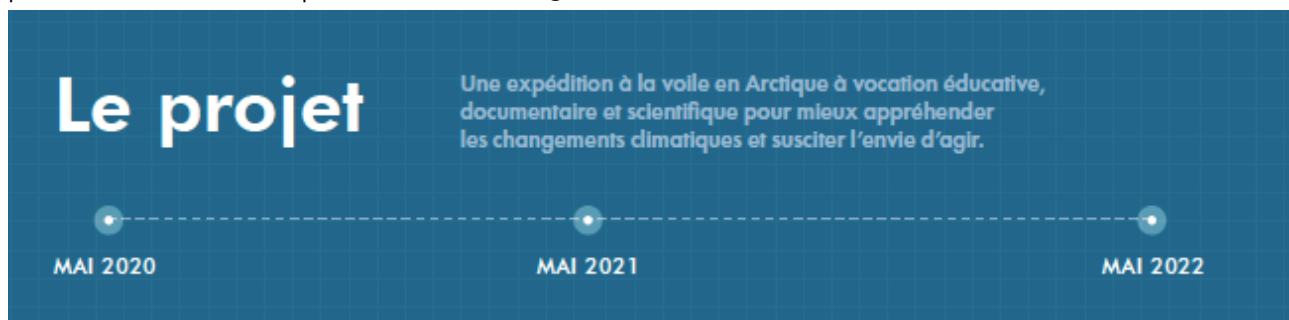 Le projet
Une expédition à la voile en Arctique à vocation éducative,
documentaire et scientifique pour mieux appréhender
les changements climatiques et susciter l'envie d'agir.
MAI 2020
MAI 2021
MAI 2022